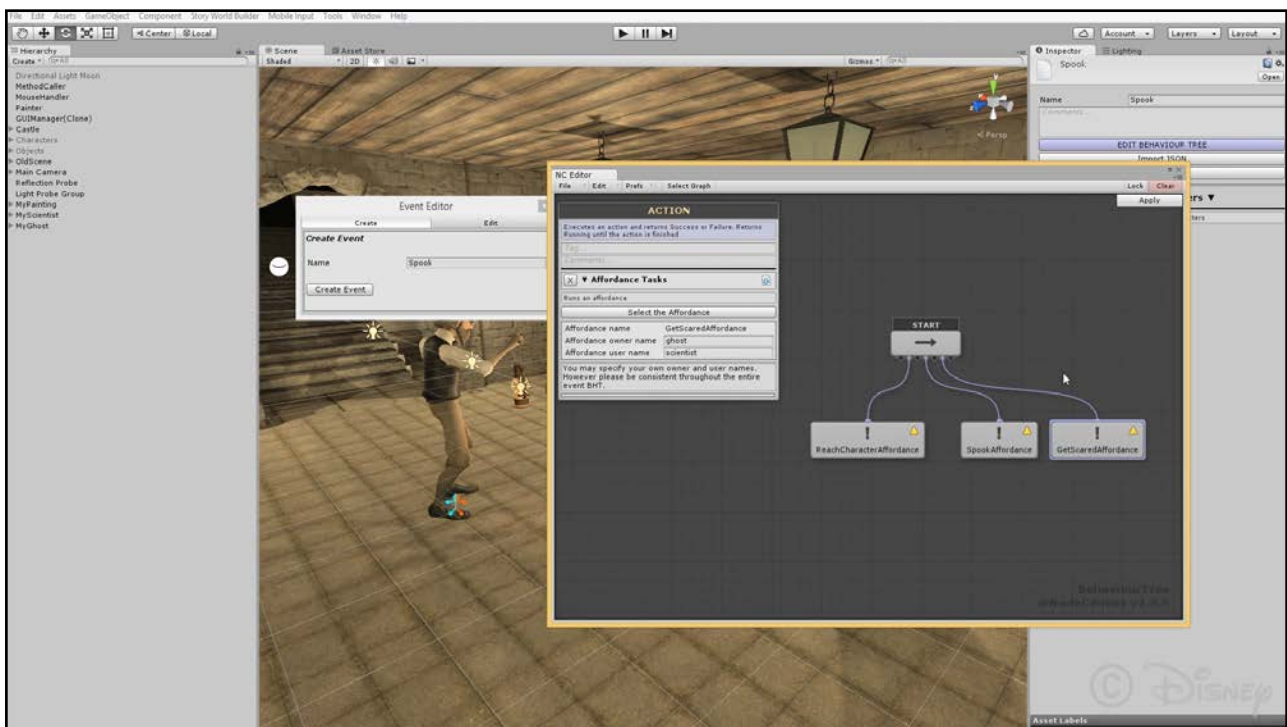 File Edit Assets GameObject Component Story World Builder Mobile Input Tools Window Help
Center Local Account Layers Layout
Hierarchy
Create
Directional Light Moon
MethodCaller
MouseHandler
Painter
GUIManager(Clone)
Castle
Characters
Objects
OldScene
Main Camera
Reflection Probe
Light Probe Group
MyPainting
MyScientist
MyGhost
Scene Asset Store
Shaded 2D Gizmos
Persp
Event Editor
Create Edit
Create Event
Name Spook
Create Event
NC Editor
File Edit Prefs Select Graph Lock Clear
Apply
ACTION
Executes an action and returns Success or Failure. Returns
Running until the action is finished
Tag...
Comments...
X ▼ Affordance Tasks
Runs an affordance
Select the Affordance
Affordance name GetScaredAffordance
Affordance owner name ghost
Affordance user name scientist
You may specify your own owner and user names.
However please be consistent throughout the entire
event BHT.
START
ReachCharacterAffordance
SpookAffordance
GetScaredAffordance
BehaviourTree
Inspector Lighting
Spook
Open
Name Spook
Comments...
EDIT BEHAVIOUR TREE
Import JSON
© DISNEY
Asset Labels